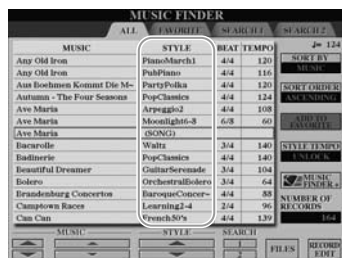 MUSIC FINDER
ALL FAVORITE SEARCH 1 SEARCH 2
MUSIC STYLE BEAT TEMPO
Any Old Iron PianoMarch1 4/4 120
Any Old Iron PubPiano 4/4 116
Aus Boehmen Kommt Die M~ PartyPolka 4/4 120
Autumn - The Four Seasons PopClassics 4/4 124
Ave Maria Arpeggio2 4/4 108
Ave Maria Moonlight6-8 6/8 60
Ave Maria (SONG)
Bacarolle Waltz 3/4 140
Badinerie PopClassics 4/4 140
Beautiful Dreamer GuitarSerenade 3/4 104
Bolero OrchestralBolero 3/4 64
Brandenburg Concertos BaroqueConcer~ 4/4 88
Camptown Races Learning2-4 2/4 96
Can Can French50's 4/4 139
♩= 124
SORT BY
MUSIC
SORT ORDER
ASCENDING
ADD TO
FAVORITE
STYLE TEMPO
UNLOCK
MUSIC
FINDER+
NUMBER OF
RECORDS
164
MUSIC STYLE SEARCH
1
2
FILES
RECORD
EDIT